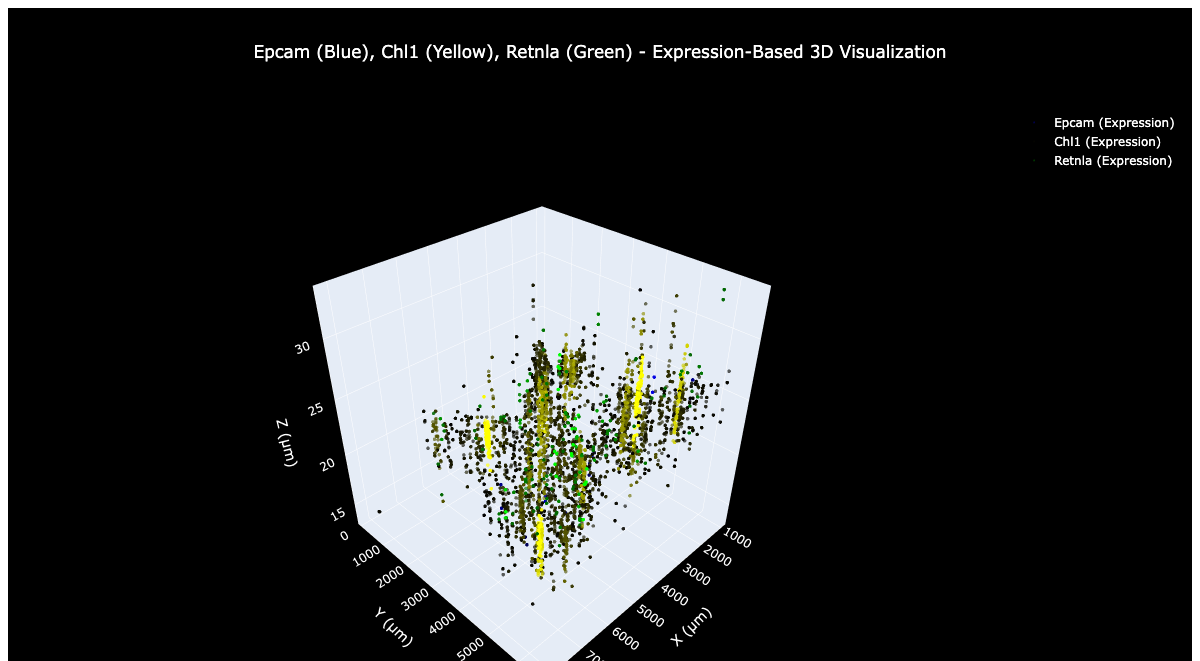 Epcam (Blue), Chl1 (Yellow), Retnla (Green) - Expression-Based 3D Visualization
Epcam (Expression)
Chl1 (Expression)
Retnla (Expression)
30
25
20
15
Z (μm)
0
1000
2000
3000
4000
5000
Y (μm)
1000
2000
3000
4000
5000
6000
X (μm)